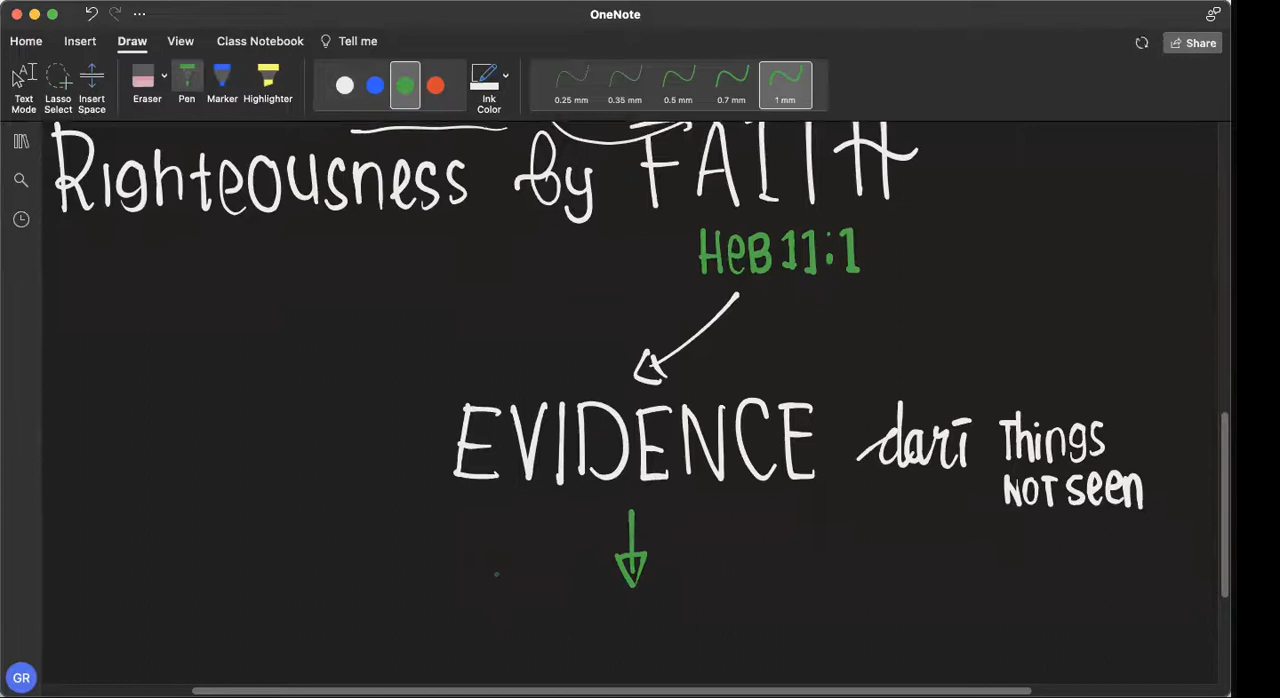 OneNote
Home Insert Draw View Class Notebook Tell me
Share
Text Mode
Lasso Select
Insert Space
Eraser
Pen
Marker
Highlighter
Ink Color
0.25 mm 0.35 mm 0.5 mm 0.7 mm 1 mm
Righteousness by FAITH
HeB 11:1
EVIDENCE dari Things
NOT seen
GR